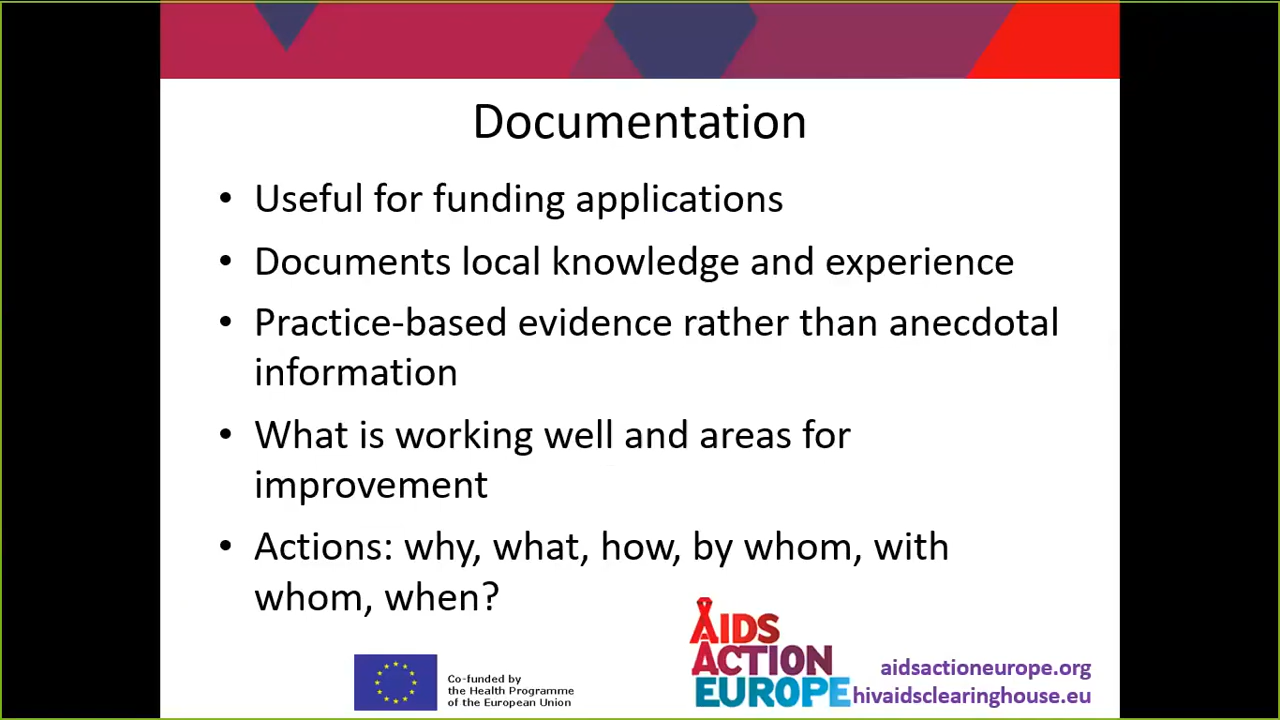 Documentation
• Useful for funding applications
• Documents local knowledge and experience
• Practice-based evidence rather than anecdotal
information
• What is working well and areas for
improvement
• Actions: why, what, how, by whom, with
whom, when?
Co-funded by
the Health Programme
of the European Union
AIDS
ACTION
EUROPE
aidsactioneurope.org
hivaidsclearinghouse.eu